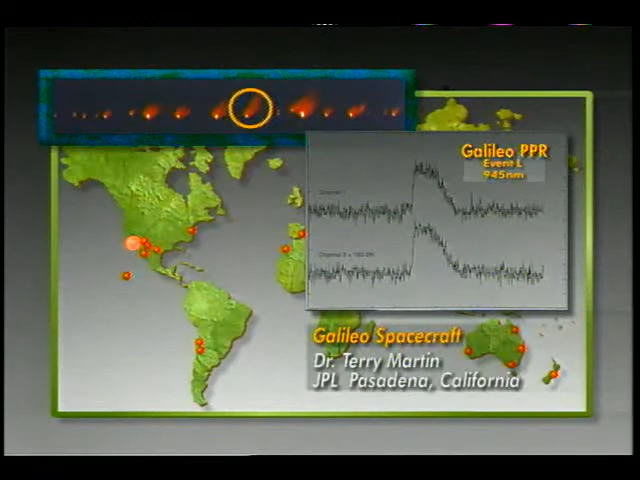 Galileo PPR
Event L
945nm
Galileo Spacecraft
Dr. Terry Martin
JPL Pasadena, California